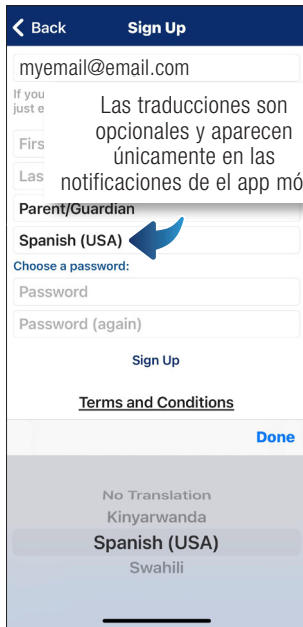 Back Sign Up
myemail@email.com
If you
just e
Las traducciones son
opcionales y aparecen
únicamente en las
notificaciones de el app mó
Firs
Las
Parent/Guardian
Spanish (USA)
Choose a password:
Password
Password (again)
Sign Up
Terms and Conditions
Done
No Translation
Kinyarwanda
Spanish (USA)
Swahili